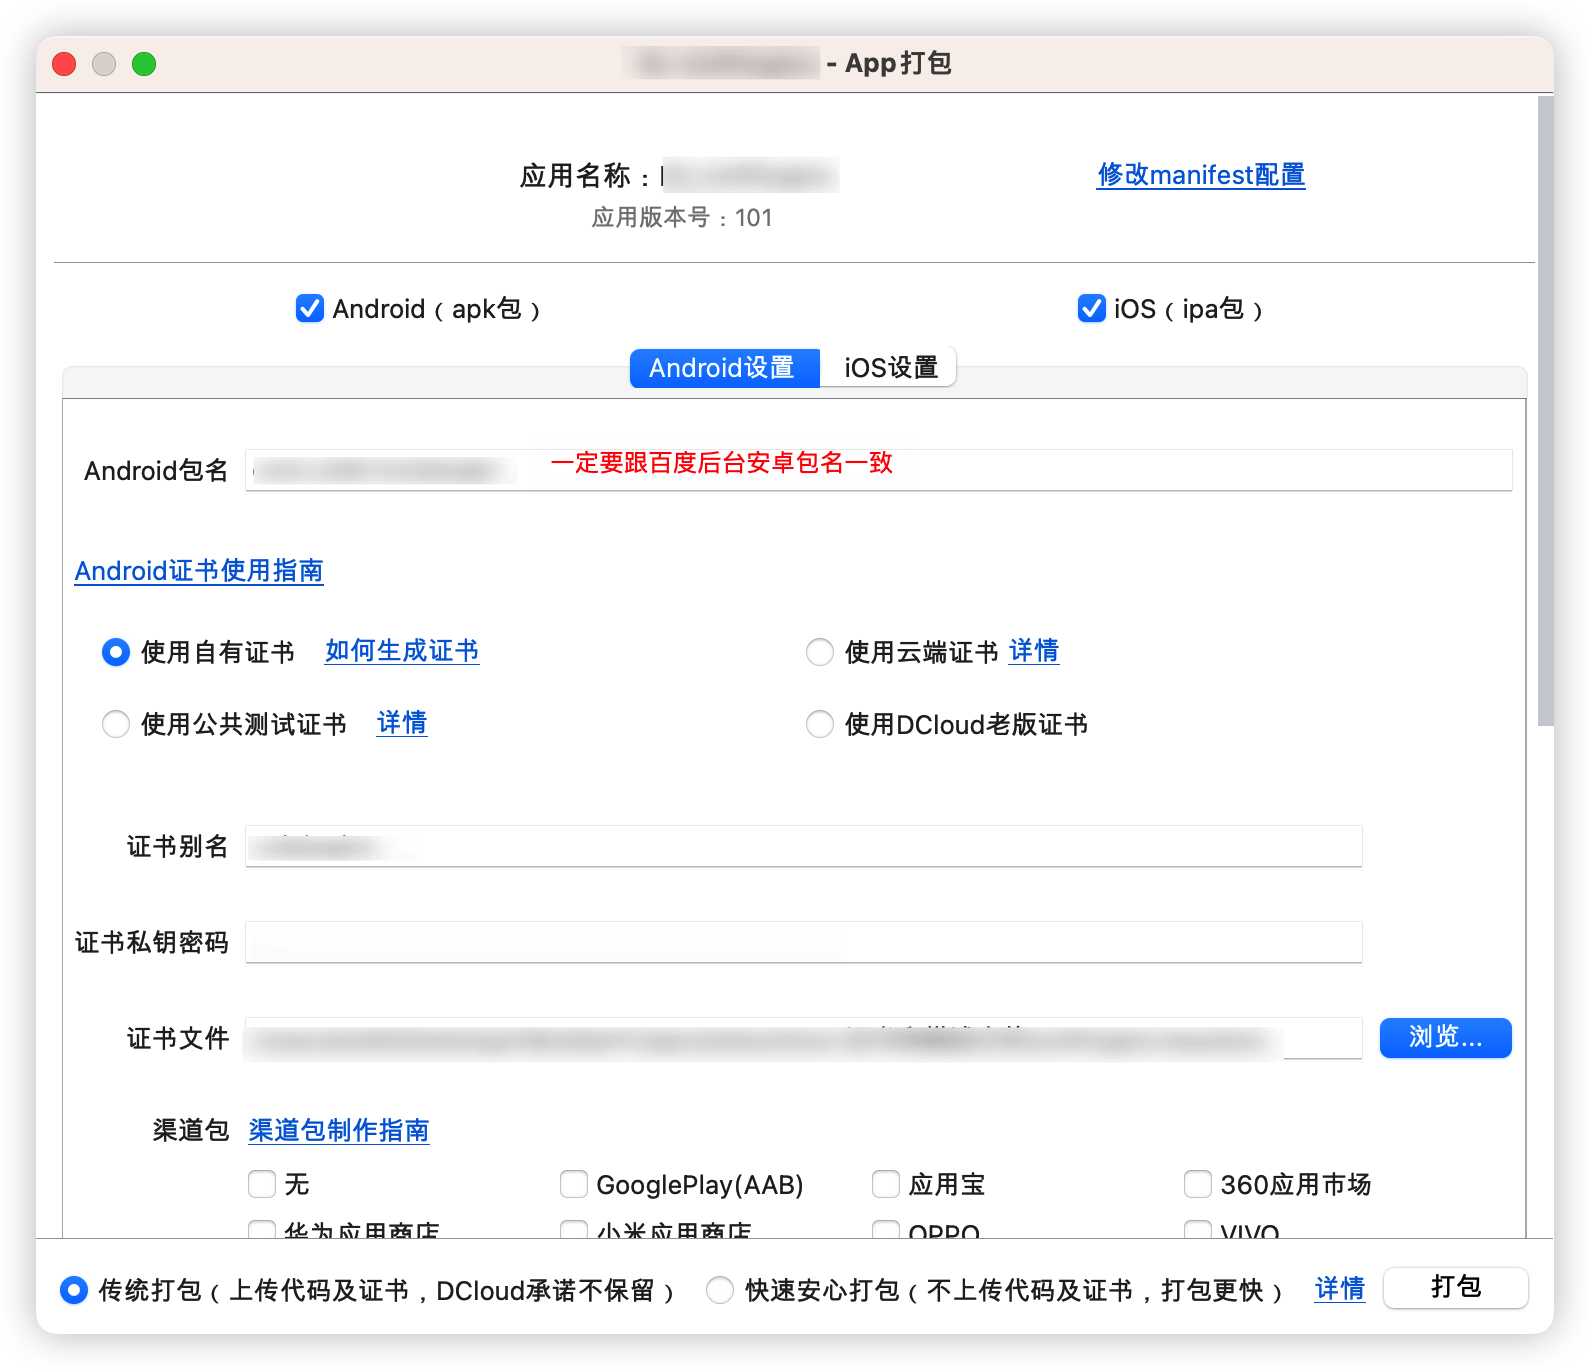 - App打包
应用名称：
修改manifest配置
应用版本号：101
Android（apk包）
iOS（ipa包）
Android设置
iOS设置
Android包名
一定要跟百度后台安卓包名一致
Android证书使用指南
使用自有证书 如何生成证书
使用云端证书 详情
使用公共测试证书 详情
使用DCloud老版证书
证书别名
证书私钥密码
证书文件
浏览...
渠道包 渠道包制作指南
无
GooglePlay(AAB)
应用宝
360应用市场
华为应用商店
小米应用商店
OPPO
VIVO
传统打包（上传代码及证书，DCloud承诺不保留）
快速安心打包（不上传代码及证书，打包更快）
详情
打包